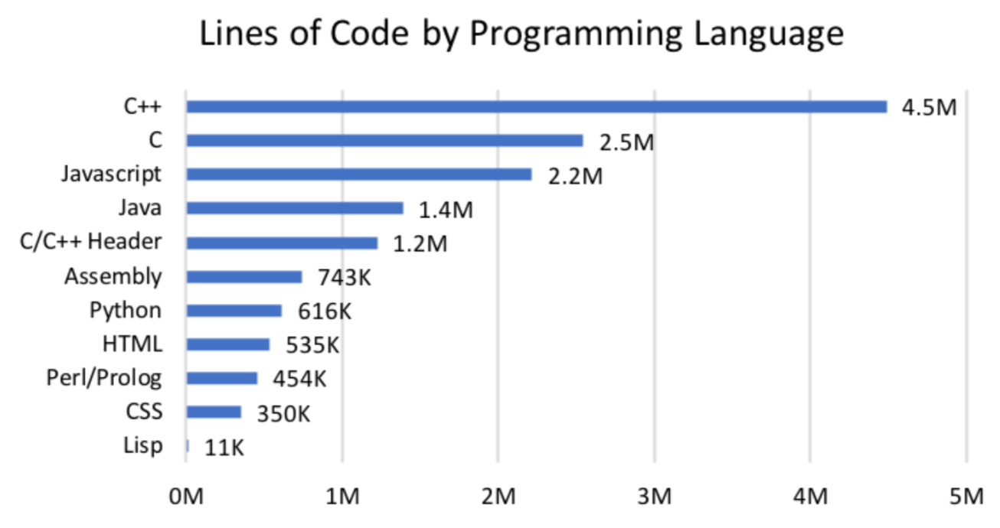 Lines of Code by Programming Language
C++ 4.5M
C 2.5M
Javascript 2.2M
Java 1.4M
C/C++ Header 1.2M
Assembly 743K
Python 616K
HTML 535K
Perl/Prolog 454K
CSS 350K
Lisp 11K
0M 1M 2M 3M 4M 5M